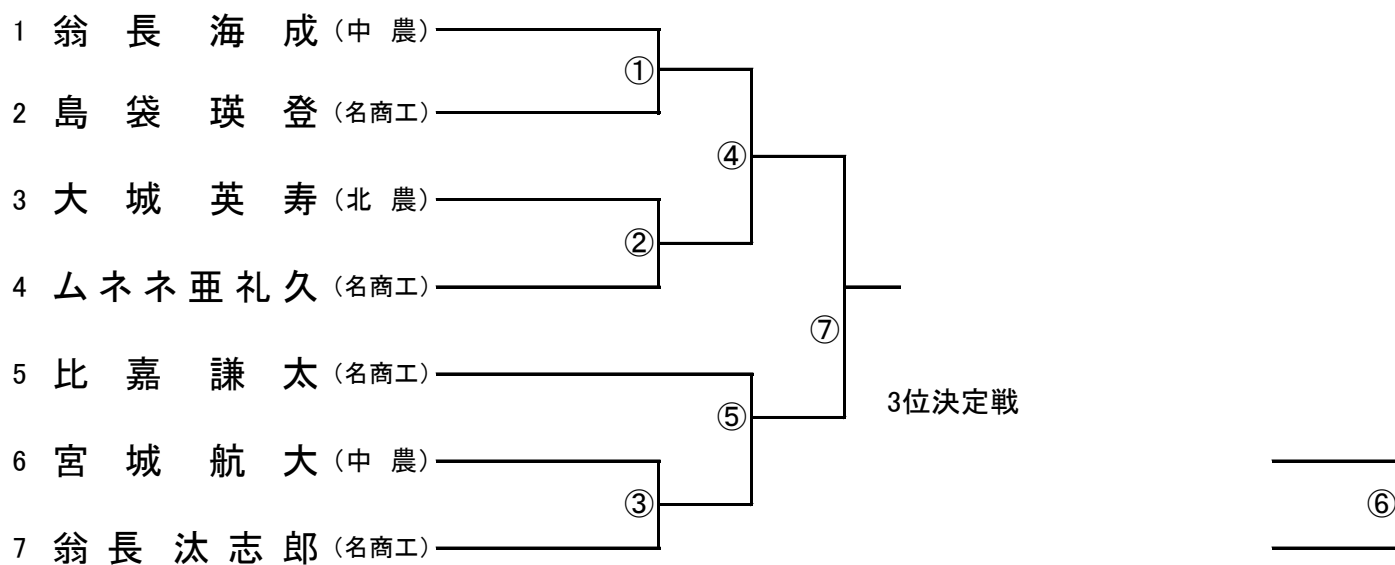 1 翁長海成（中農）
①
2 島袋瑛登（名商工）
④
3 大城英寿（北農）
②
4 ムネネ亜礼久（名商工）
⑦
5 比嘉謙太（名商工）
3位決定戦
⑤
6 宮城航大（中農）
③
⑥
7 翁長汰志郎（名商工）